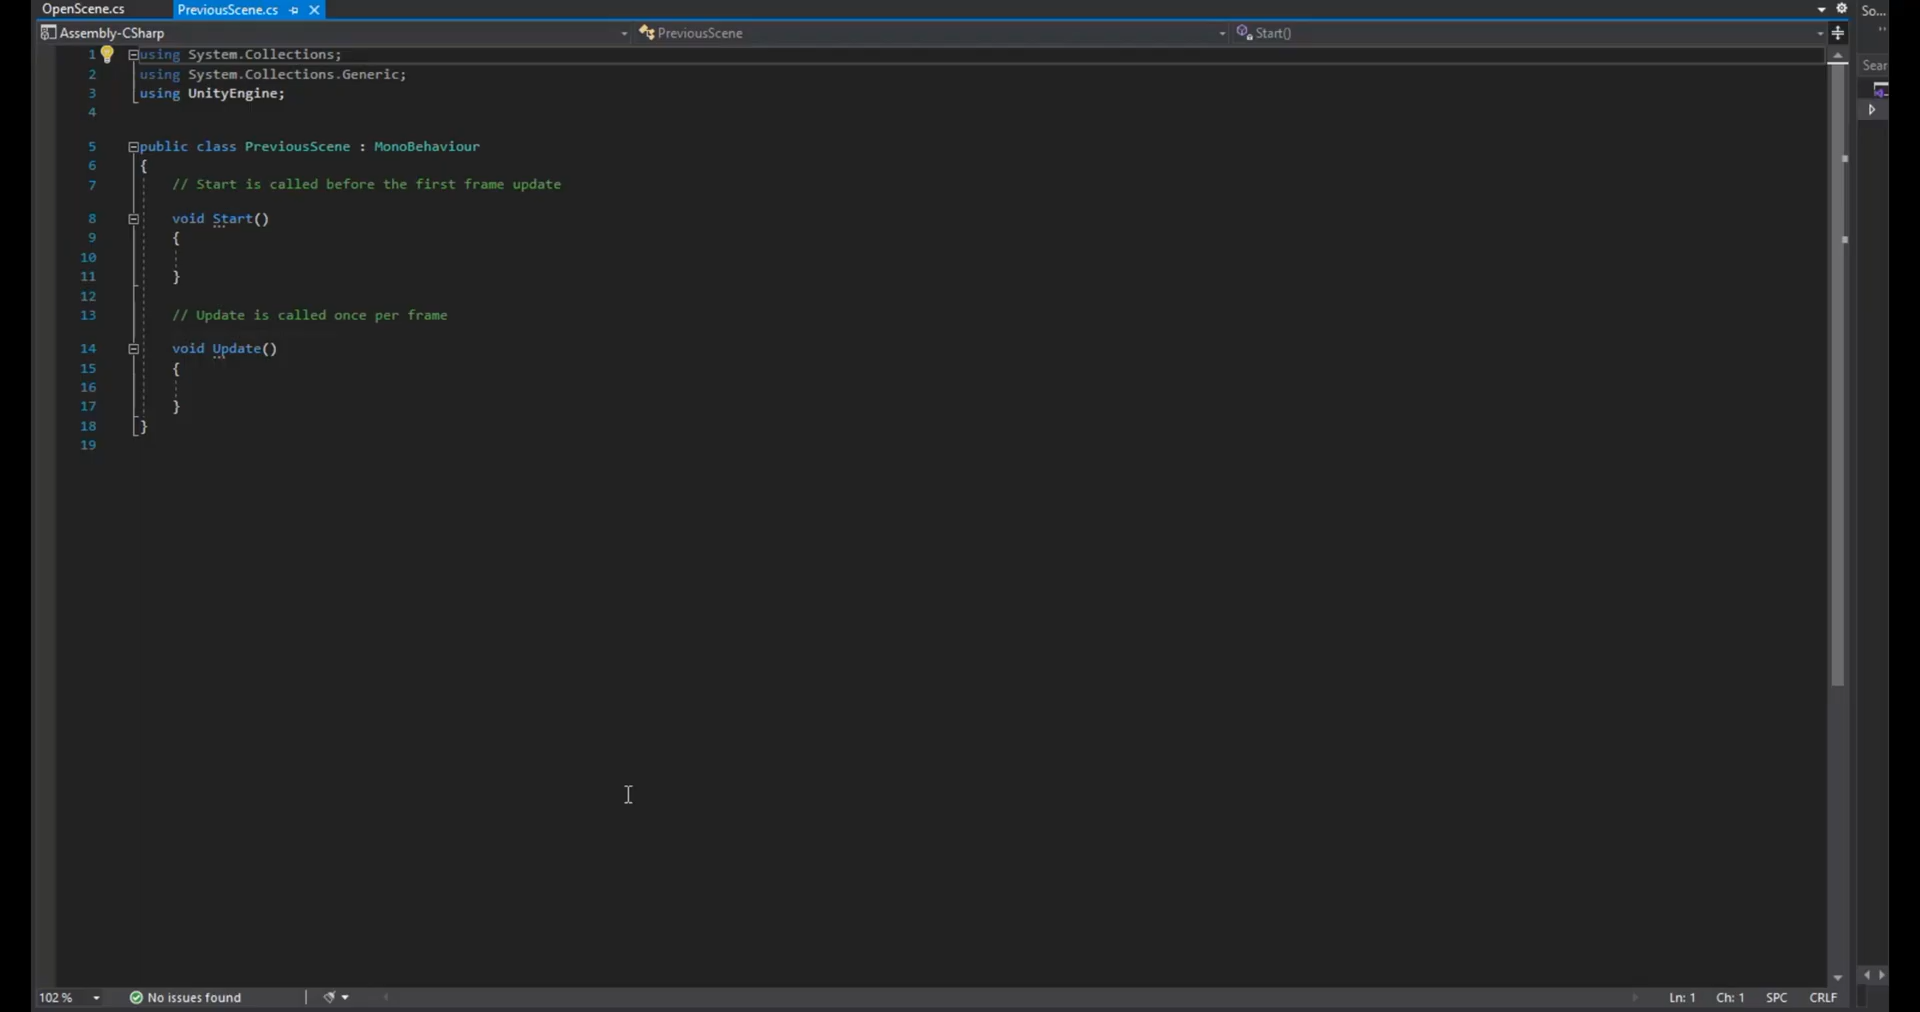 OpenScene.cs
PreviousScene.cs
So...
Assembly-CSharp
PreviousScene
Start()
Sear
1 using System.Collections;
2 using System.Collections.Generic;
3 using UnityEngine;
4
5 public class PreviousScene : MonoBehaviour
6 {
7 // Start is called before the first frame update
8 void Start()
9 {
10
11 }
12
13 // Update is called once per frame
14 void Update()
15 {
16
17 }
18 }
19
102 %
No issues found
Ln: 1
Ch: 1
SPC
CRLF